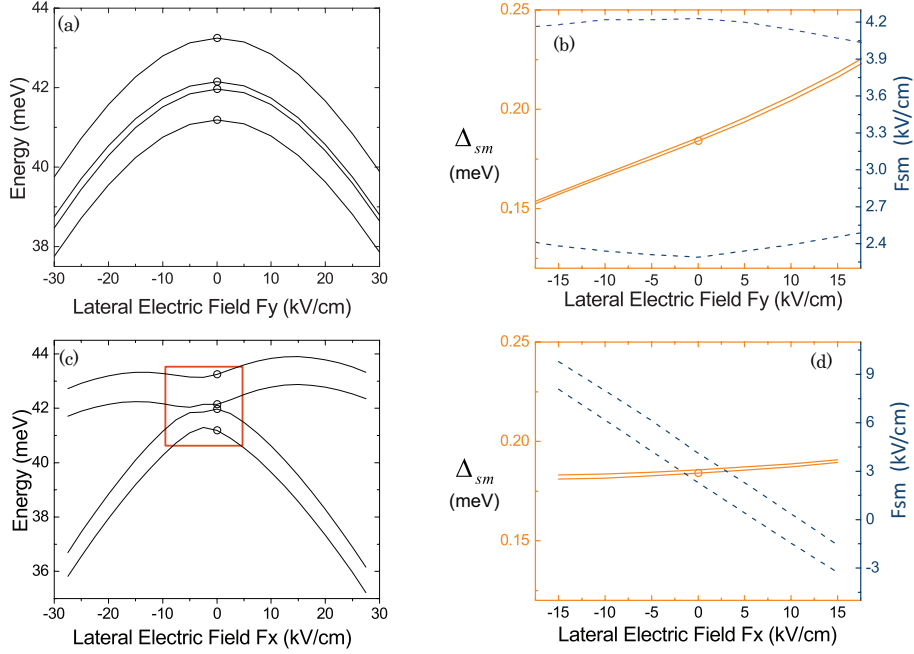 (a)
44
42
40
38
Energy (meV)
-30 -20 -10 0 10 20 30
Lateral Electric Field Fy (kV/cm)
(b)
0.25
0.20
0.15
Δsm
(meV)
4.2
3.9
3.6
3.3
3.0
2.7
2.4
Fsm (kV/cm)
-15 -10 -5 0 5 10 15
Lateral Electric Field Fy (kV/cm)
(c)
44
42
40
38
36
Energy (meV)
-30 -20 -10 0 10 20 30
Lateral Electric Field Fx (kV/cm)
(d)
0.25
0.20
0.15
Δsm
(meV)
9
6
3
0
-3
Fsm (kV/cm)
-15 -10 -5 0 5 10 15
Lateral Electric Field Fx (kV/cm)